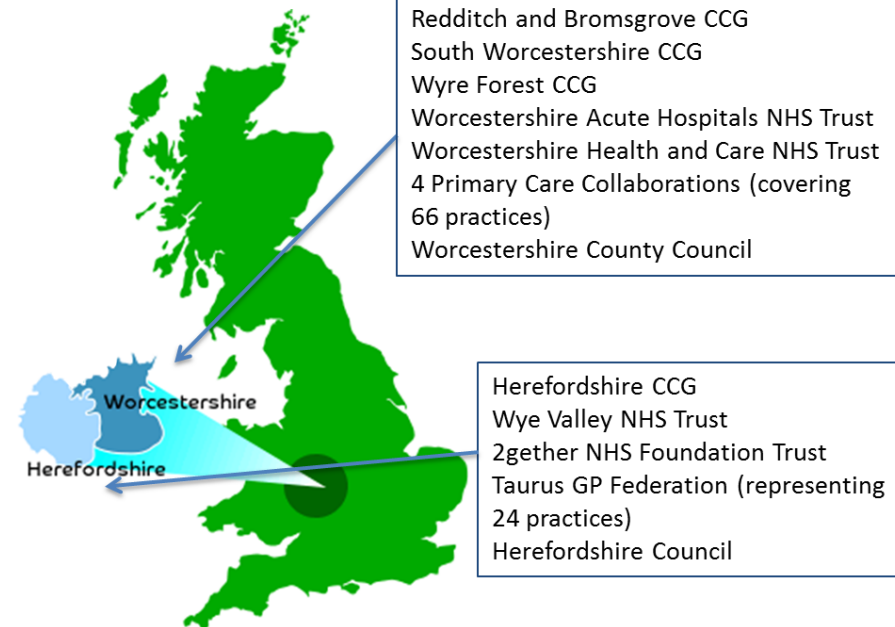 Redditch and Bromsgrove CCG
South Worcestershire CCG
Wyre Forest CCG
Worcestershire Acute Hospitals NHS Trust
Worcestershire Health and Care NHS Trust
4 Primary Care Collaborations (covering
66 practices)
Worcestershire County Council
Worcestershire
Herefordshire
Herefordshire CCG
Wye Valley NHS Trust
2gether NHS Foundation Trust
Taurus GP Federation (representing
24 practices)
Herefordshire Council